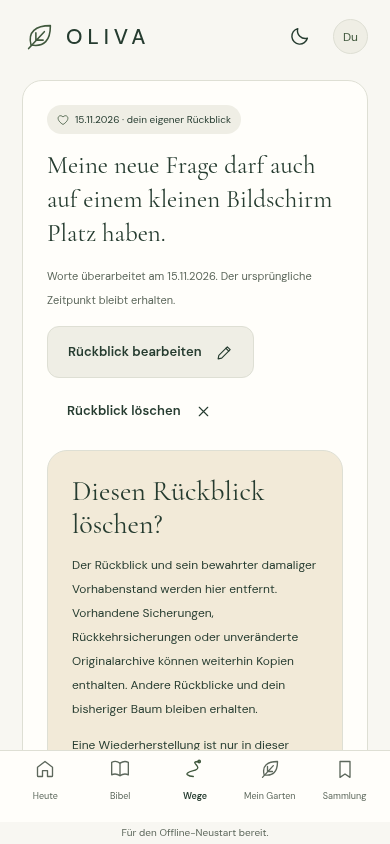 OLIVA
Du
15.11.2026 · dein eigener Rückblick
Meine neue Frage darf auch
auf einem kleinen Bildschirm
Platz haben.
Worte überarbeitet am 15.11.2026. Der ursprüngliche
Zeitpunkt bleibt erhalten.
Rückblick bearbeiten
Rückblick löschen
Diesen Rückblick
löschen?
Der Rückblick und sein bewahrter damaliger
Vorhabenstand werden hier entfernt.
Vorhandene Sicherungen,
Rückkehrsicherungen oder unveränderte
Originalarchive können weiterhin Kopien
enthalten. Andere Rückblicke und dein
bisheriger Baum bleiben erhalten.
Eine Wiederherstellung ist nur in dieser
Heute
Bibel
Wege
Mein Garten
Sammlung
Für den Offline-Neustart bereit.